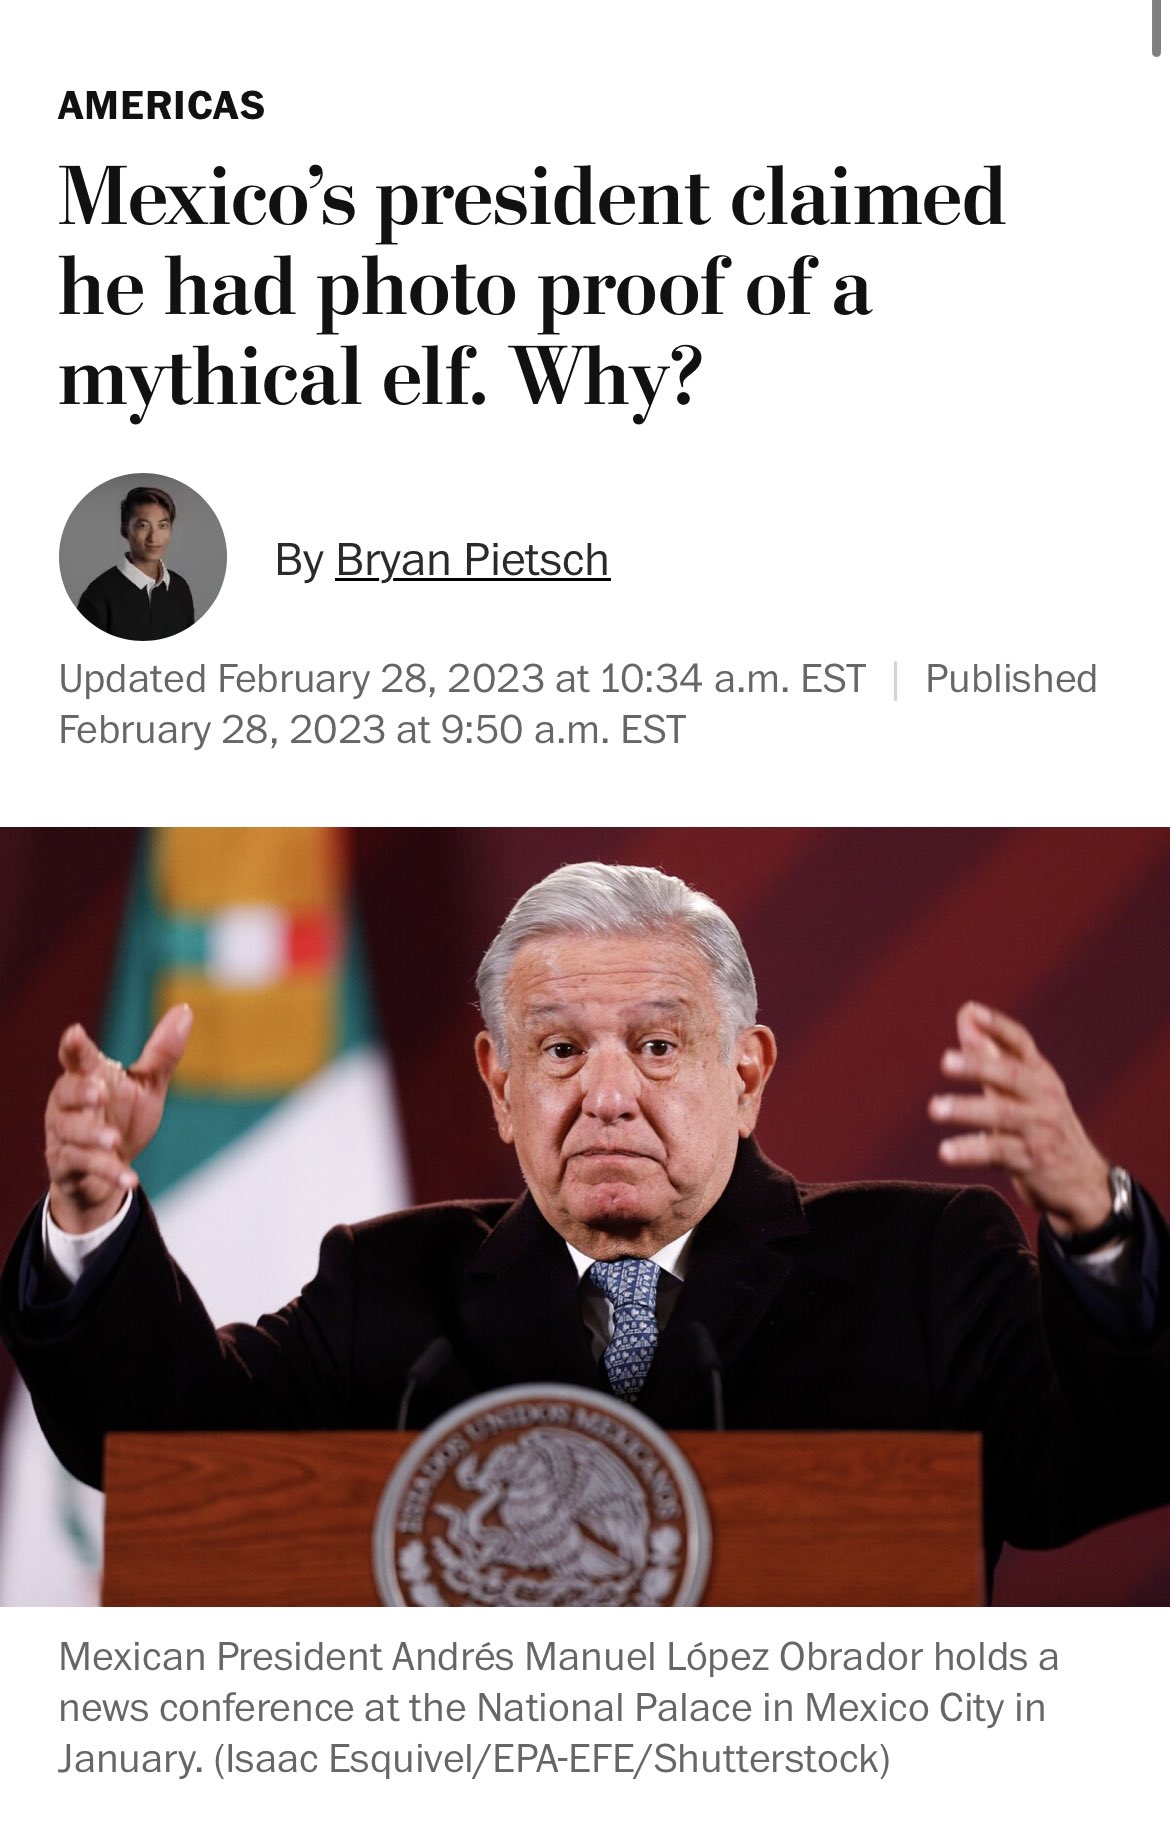 AMERICAS
Mexico’s president claimed
he had photo proof of a
mythical elf. Why?
By Bryan Pietsch
Updated February 28, 2023 at 10:34 a.m. EST | Published
February 28, 2023 at 9:50 a.m. EST
ESTADOS UNIDOS MEXICANOS
Mexican President Andrés Manuel López Obrador holds a
news conference at the National Palace in Mexico City in
January. (Isaac Esquivel/EPA-EFE/Shutterstock)